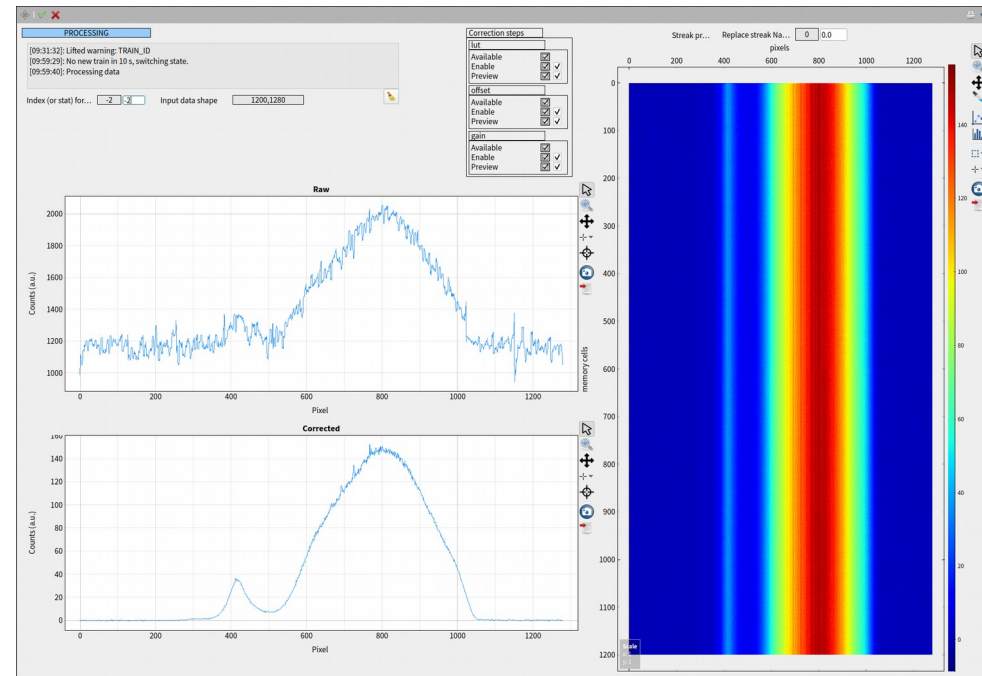 PROCESSING
[09:31:32]: Lifted warning: TRAIN_ID
[09:59:29]: No new train in 10 s, switching state.
[09:59:40]: Processing data
Index (or stat) for... -2 -2 Input data shape 1200,1280
Correction steps
lut
Available
Enable
Preview
offset
Available
Enable
Preview
gain
Available
Enable
Preview
Raw
2000
1800
1600
1400
1200
1000
Counts (a.u.)
0 200 400 600 800 1000 1200
Pixel
Corrected
160
140
120
100
80
60
40
20
0
Counts (a.u.)
0 200 400 600 800 1000 1200
Pixel
Streak pr... Replace streak Na... 0 0.0
pixels
0 200 400 600 800 1000 1200
0
100
200
300
400
500
600
700
800
900
1000
1100
1200
memory cells
Scale
140
120
100
80
60
40
20
0